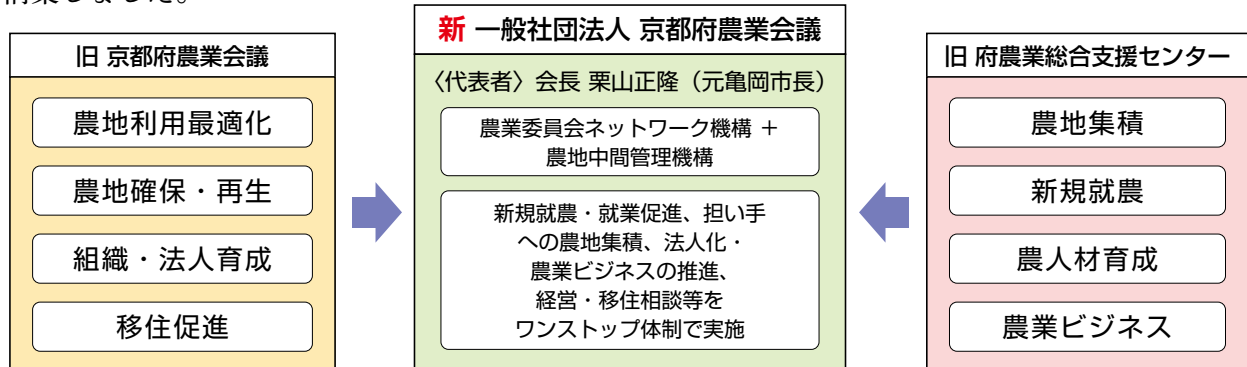 構築しました。
旧 京都府農業会議
農地利用最適化
農地確保・再生
組織・法人育成
移住促進
新 一般社団法人 京都府農業会議
〈代表者〉会長 栗山正隆（元亀岡市長）
農業委員会ネットワーク機構 ＋
農地中間管理機構
新規就農・就業促進、担い手
への農地集積、法人化・
農業ビジネスの推進、
経営・移住相談等を
ワンストップ体制で実施
旧 府農業総合支援センター
農地集積
新規就農
農人材育成
農業ビジネス